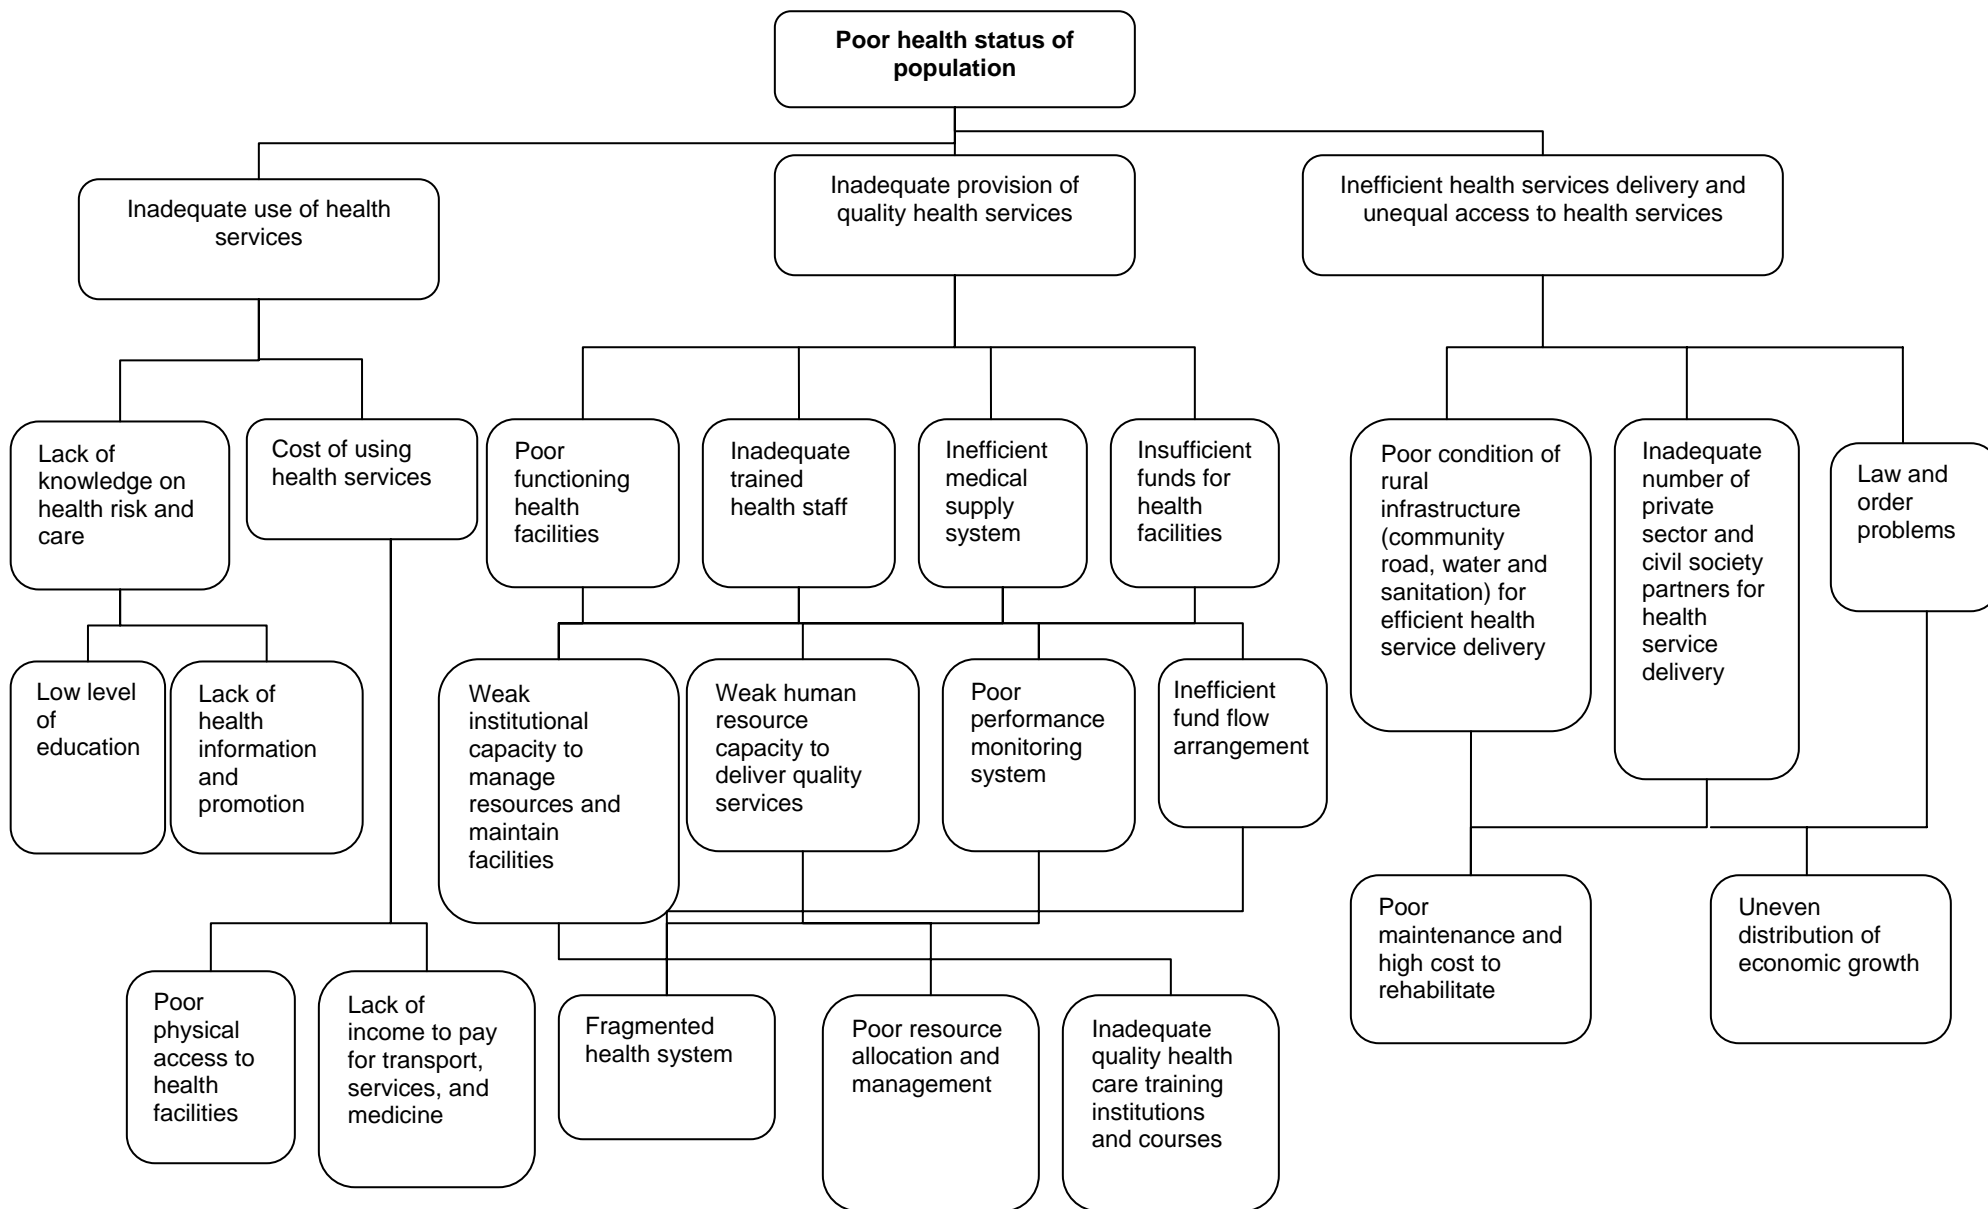 Poor health status of
population
Inadequate use of health
services
Inadequate provision of
quality health services
Inefficient health services delivery and
unequal access to health services
Lack of
knowledge on
health risk and
care
Cost of using
health services
Poor
functioning
health
facilities
Inadequate
trained
health staff
Inefficient
medical
supply
system
Insufficient
funds for
health
facilities
Poor condition of
rural
infrastructure
(community
road, water and
sanitation) for
efficient health
service delivery
Inadequate
number of
private
sector and
civil society
partners for
health
service
delivery
Law and
order
problems
Low level
of
education
Lack of
health
information
and
promotion
Weak
institutional
capacity to
manage
resources and
maintain
facilities
Weak human
resource
capacity to
deliver quality
services
Poor
performance
monitoring
system
Inefficient
fund flow
arrangement
Poor
physical
access to
health
facilities
Lack of
income to pay
for transport,
services, and
medicine
Fragmented
health system
Poor resource
allocation and
management
Inadequate
quality health
care training
institutions
and courses
Poor
maintenance and
high cost to
rehabilitate
Uneven
distribution of
economic growth